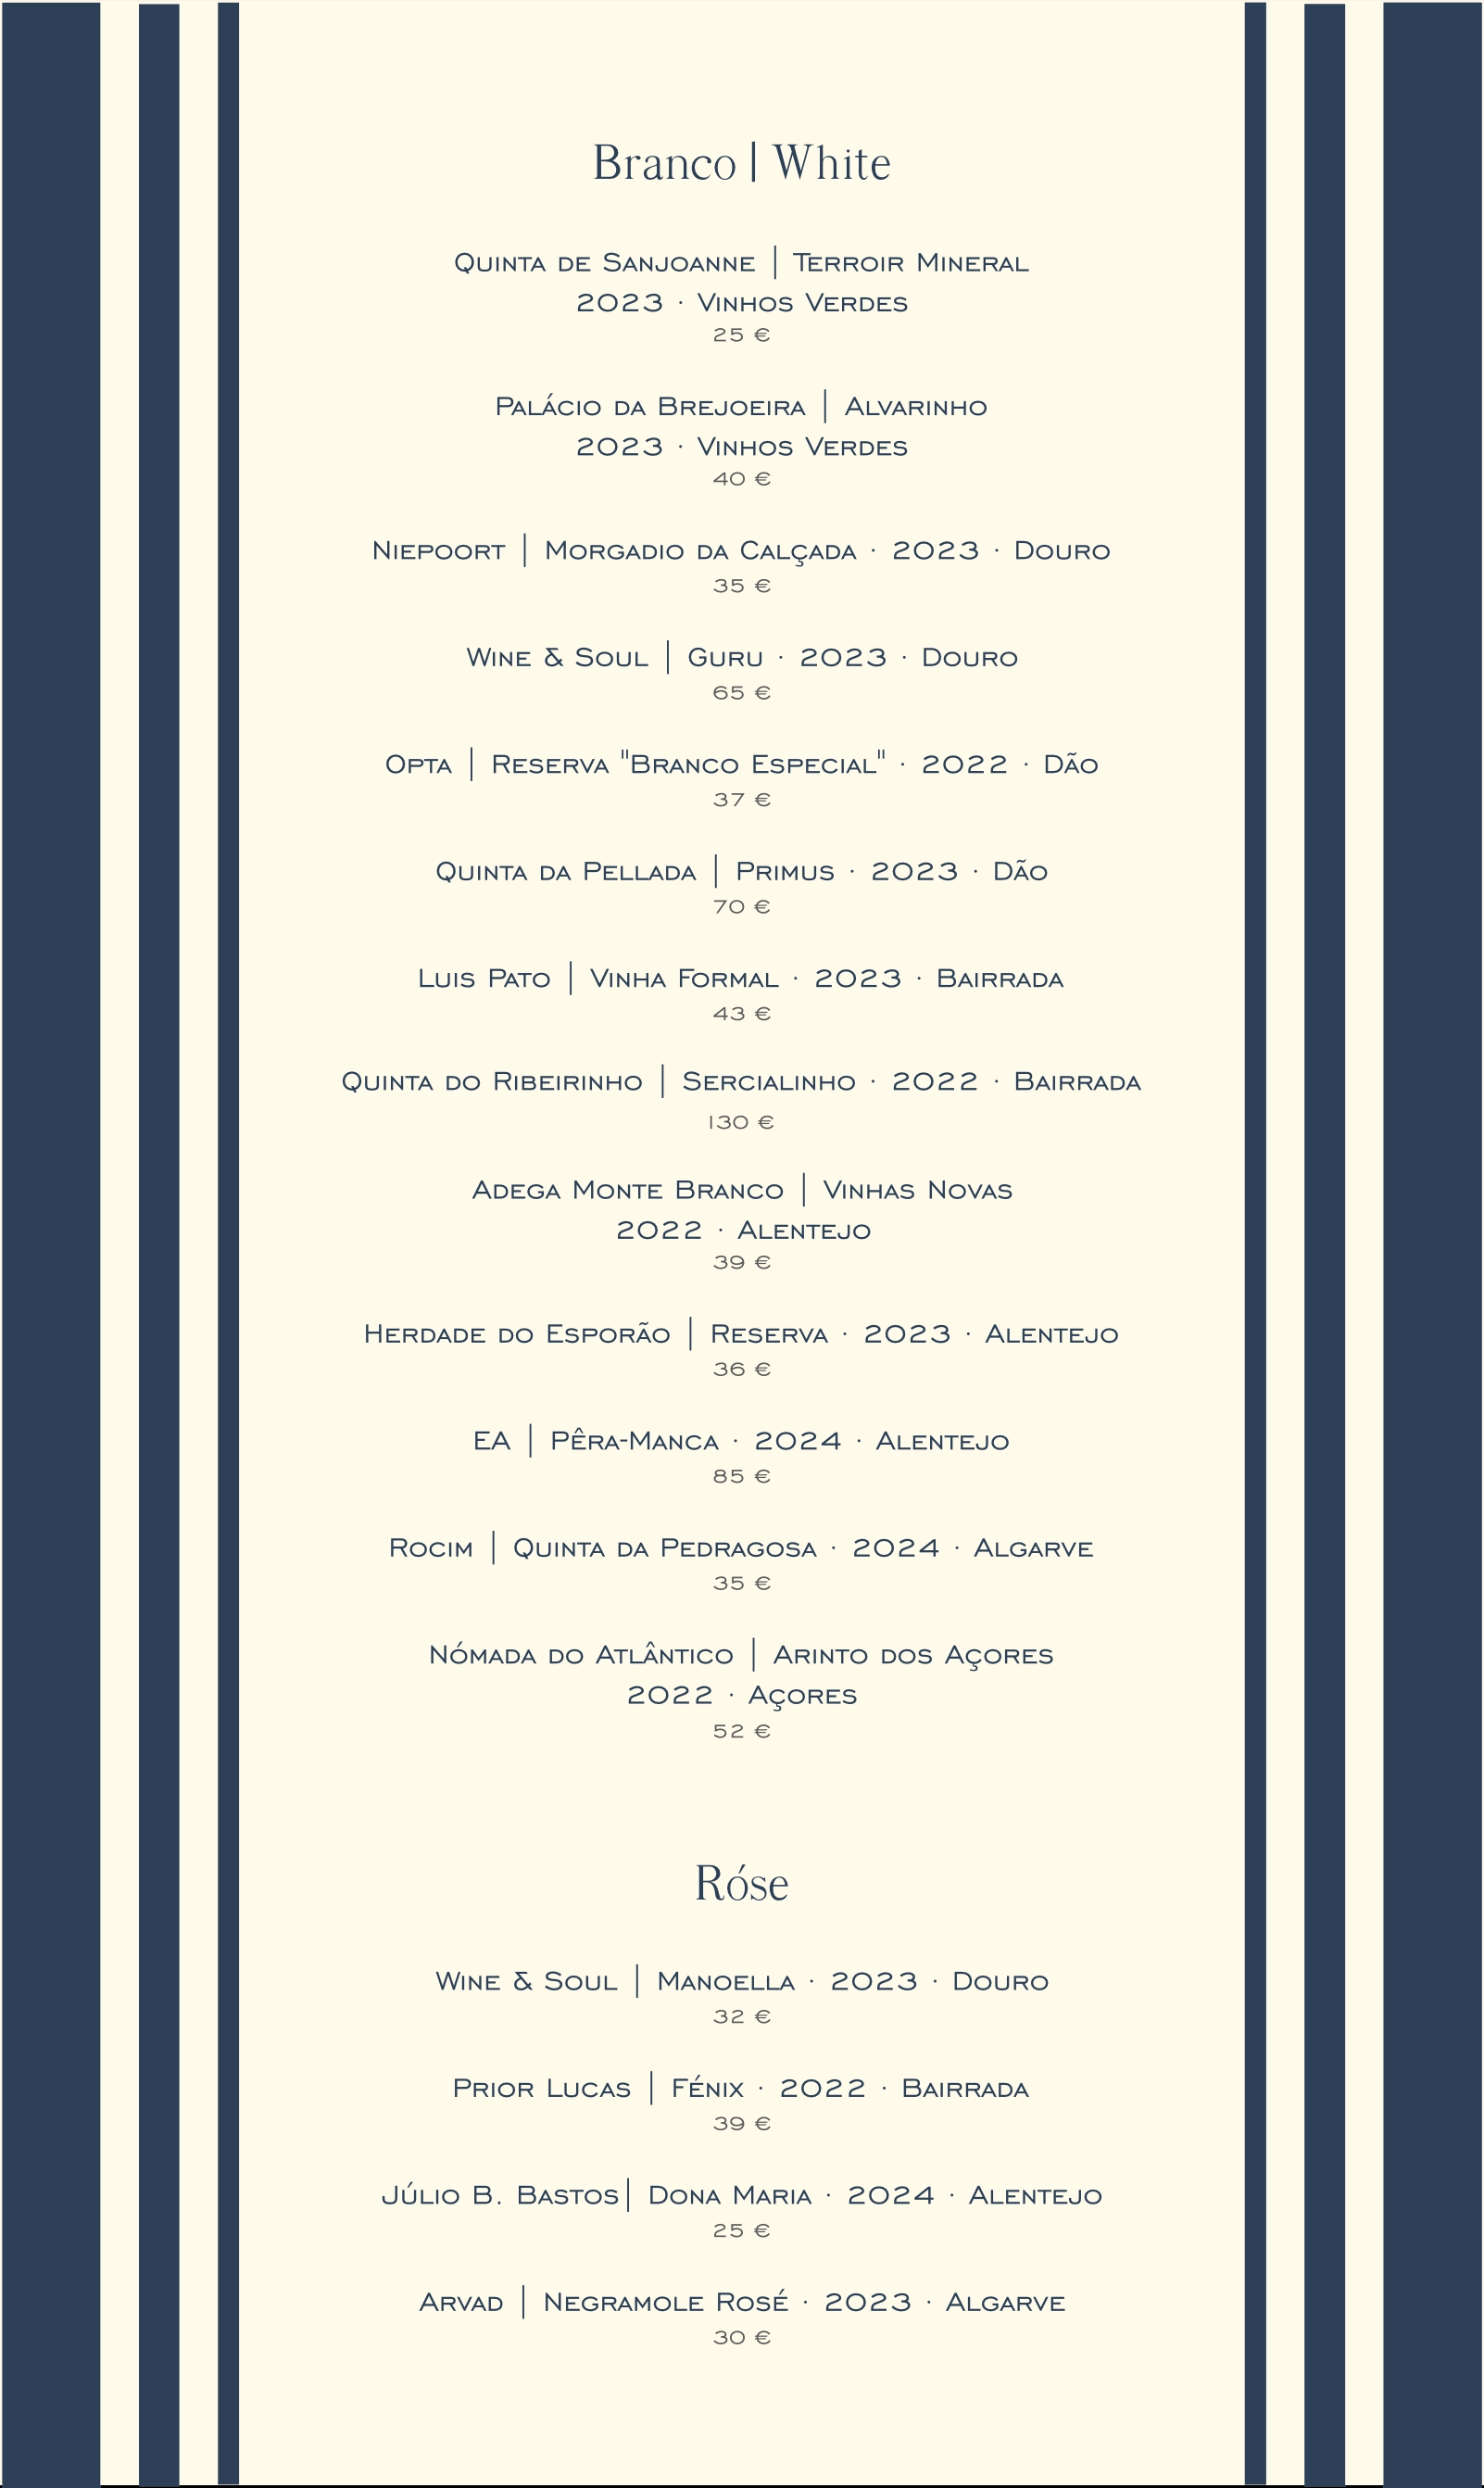 Branco | White
Quinta de Sanjoanne | Terroir Mineral
2023 · Vinhos Verdes
25 €
Palácio da Brejoeira | Alvarinho
2023 · Vinhos Verdes
40 €
Niepoort | Morgadio da Calçada · 2023 · Douro
35 €
Wine & Soul | Guru · 2023 · Douro
65 €
Opta | Reserva "Branco Especial" · 2022 · Dão
37 €
Quinta da Pellada | Primus · 2023 · Dão
70 €
Luis Pato | Vinha Formal · 2023 · Bairrada
43 €
Quinta do Ribeirinho | Sercialinho · 2022 · Bairrada
130 €
Adega Monte Branco | Vinhas Novas
2022 · Alentejo
39 €
Herdade do Esporão | Reserva · 2023 · Alentejo
36 €
EA | Pêra-Manca · 2024 · Alentejo
85 €
Rocim | Quinta da Pedragosa · 2024 · Algarve
35 €
Nómada do Atlântico | Arinto dos Açores
2022 · Açores
52 €
Róse
Wine & Soul | Manoella · 2023 · Douro
32 €
Prior Lucas | Fénix · 2022 · Bairrada
39 €
Júlio B. Bastos| Dona Maria · 2024 · Alentejo
25 €
Arvad | Negramole Rosé · 2023 · Algarve
30 €